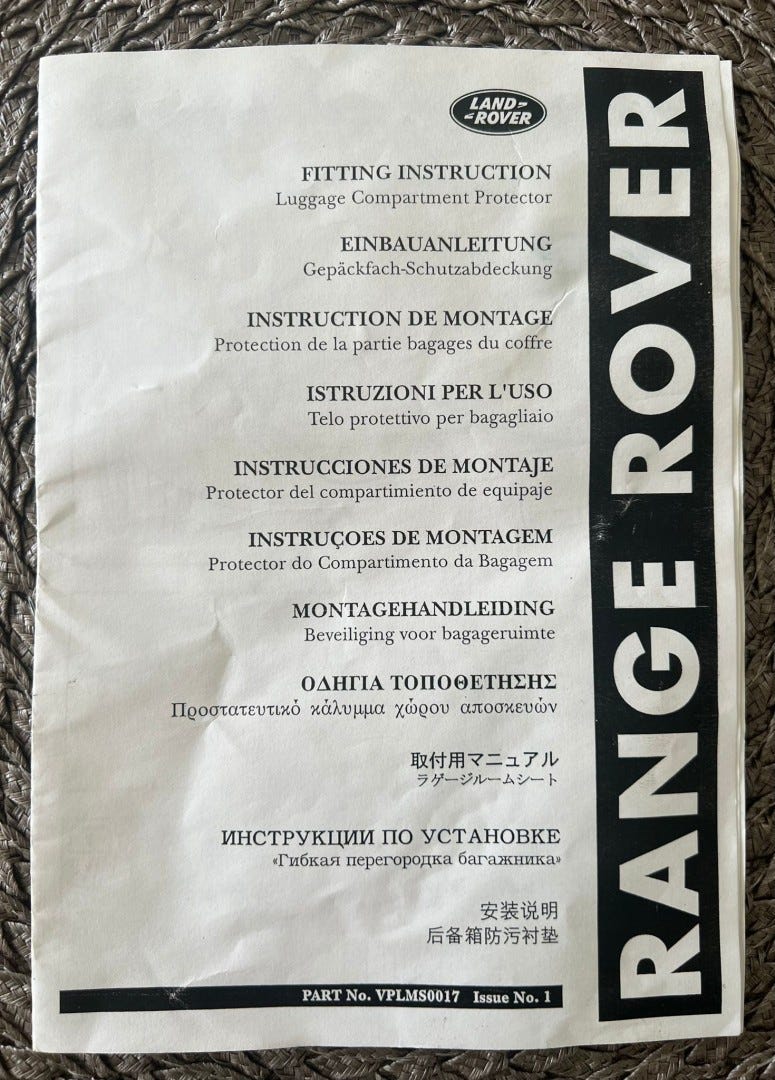 LAND
ROVER
FITTING INSTRUCTION
Luggage Compartment Protector
EINBAUANLEITUNG
Gepäckfach-Schutzabdeckung
INSTRUCTION DE MONTAGE
Protection de la partie bagages du coffre
ISTRUZIONI PER L'USO
Telo protettivo per bagagliaio
INSTRUCCIONES DE MONTAJE
Protector del compartimiento de equipaje
INSTRUÇOES DE MONTAGEM
Protector do Compartimento da Bagagem
MONTAGEHANDLEIDING
Beveiliging voor bagageruimte
ΟΔΗΓΙΑ ΤΟΠΟΘΕΤΗΣΗΣ
Προστατευτικό κάλυμμα χώρου αποσκευών
取付用マニュアル
ラゲージルームシート
ИНСТРУКЦИИ ПО УСТАНОВКЕ
«Гибкая перегородка багажника»
安装说明
后备箱防污衬垫
PART No. VPLMS0017 Issue No. 1
RANGE ROVER